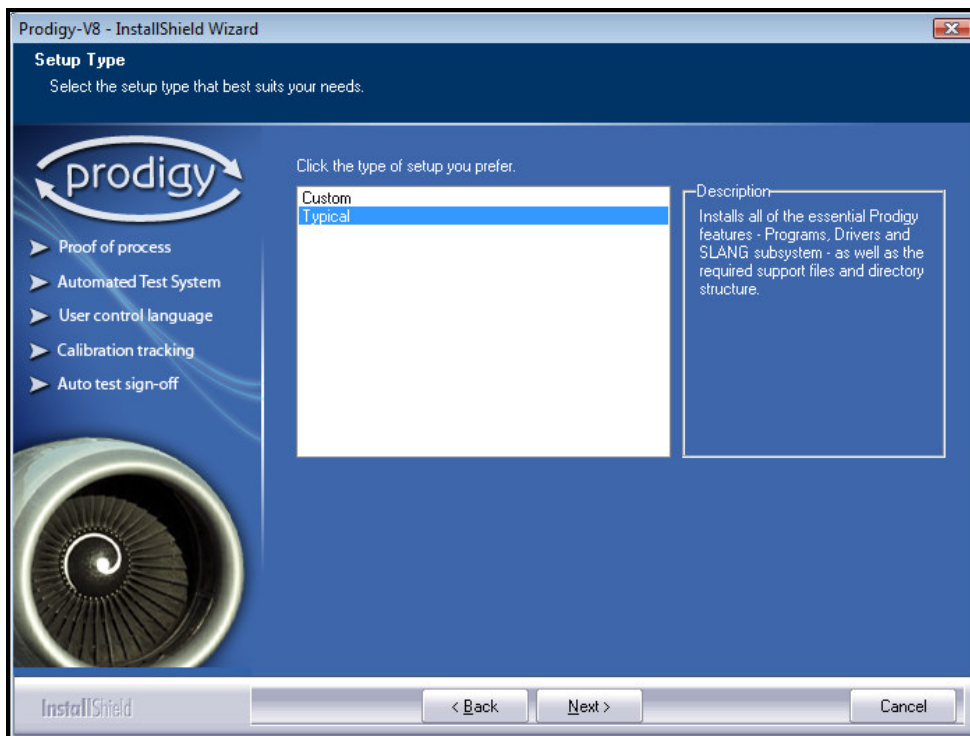 Prodigy-V8 - InstallShield Wizard
Setup Type
Select the setup type that best suits your needs.
prodigy
Proof of process
Automated Test System
User control language
Calibration tracking
Auto test sign-off
Click the type of setup you prefer.
Custom
Typical
Description
Installs all of the essential Prodigy
features - Programs, Drivers and
SLANG subsystem - as well as the
required support files and directory
structure.
InstallShield
< Back
Next >
Cancel